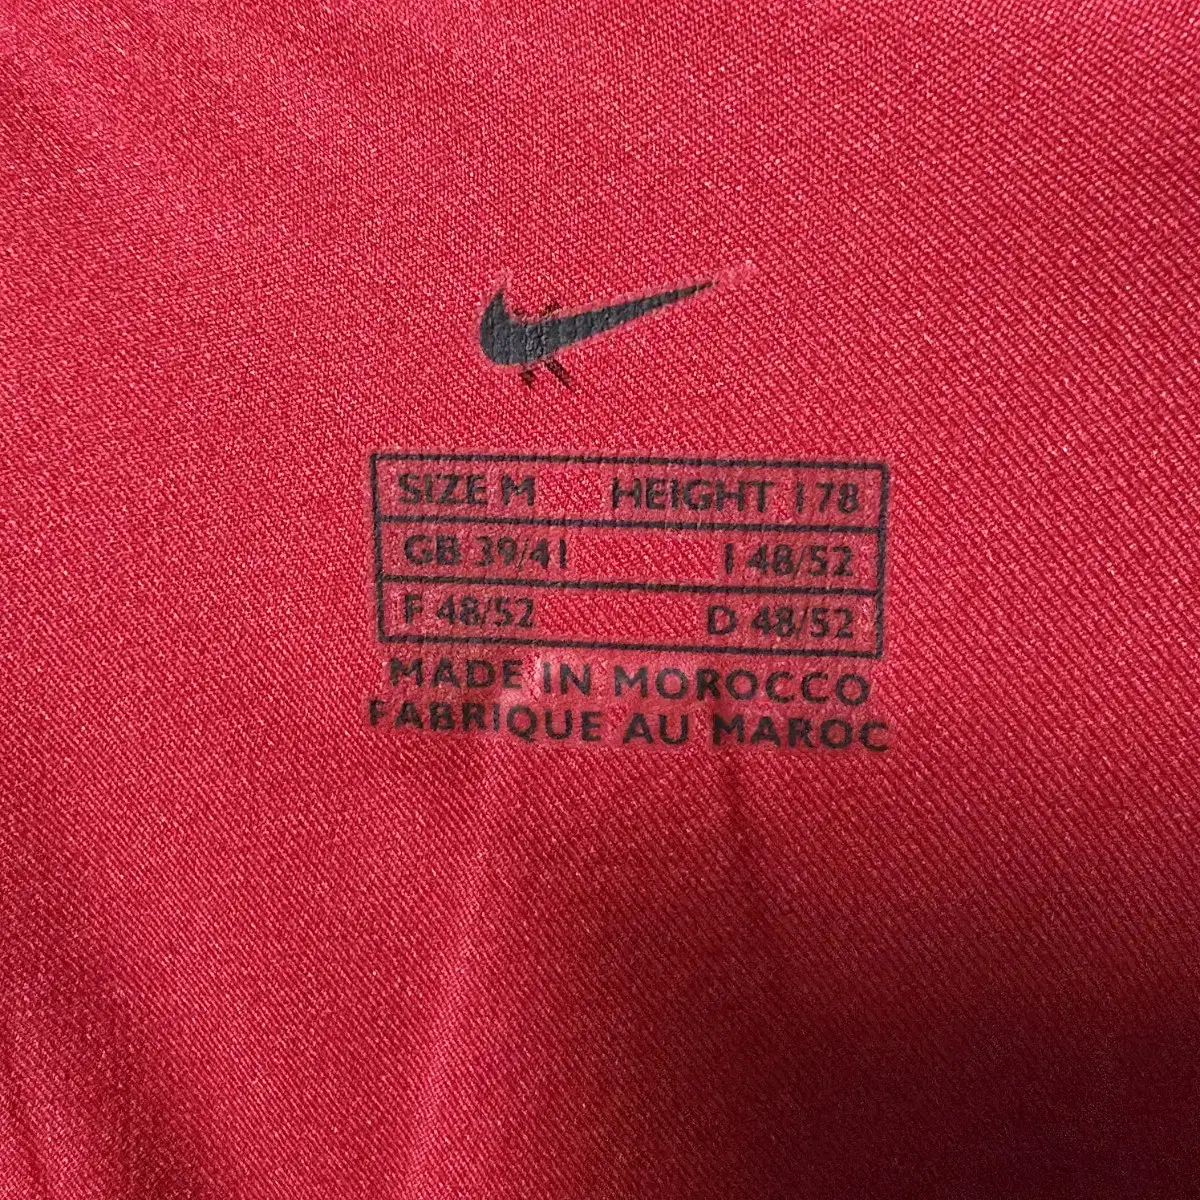 SIZE M HEIGHT 178
GB 39/41 I 48/52
F 48/52 D 48/52
MADE IN MOROCCO
FABRIQUE AU MAROC